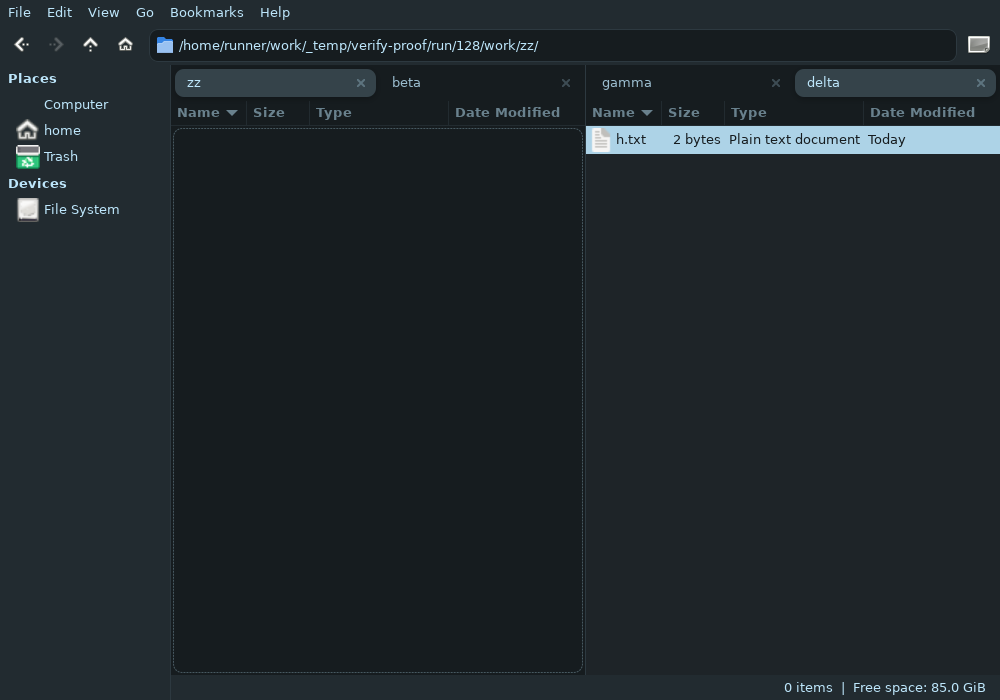 File Edit View Go Bookmarks Help
/home/runner/work/_temp/verify-proof/run/128/work/zz/
Places
Computer
home
Trash
Devices
File System
zz
beta
Name Size Type Date Modified
gamma
delta
Name Size Type Date Modified
h.txt 2 bytes Plain text document Today
0 items | Free space: 85.0 GiB